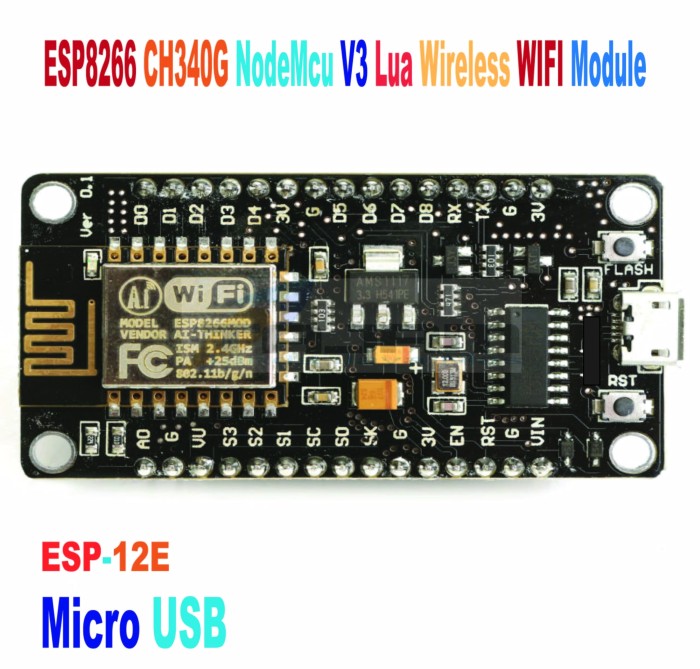 ESP8266 CH340G NodeMcu V3 Lua Wireless WIFI Module
Ver 0.1
D0 D1 D2 D3 D4 3V G D5 D6 D7 D8 RX TX G 3V
FLASH
AMS1117
3.3 H541PE
Ai WiFi
MODEL ESP8266MOD
VENDOR AI-THINKER
FC ISM 2.4GHz
PA +25dBm
802.11b/g/n
RST
A0 G VU S3 S2 S1 SC SO SK G 3V EN RST G VIN
ESP-12E
Micro USB